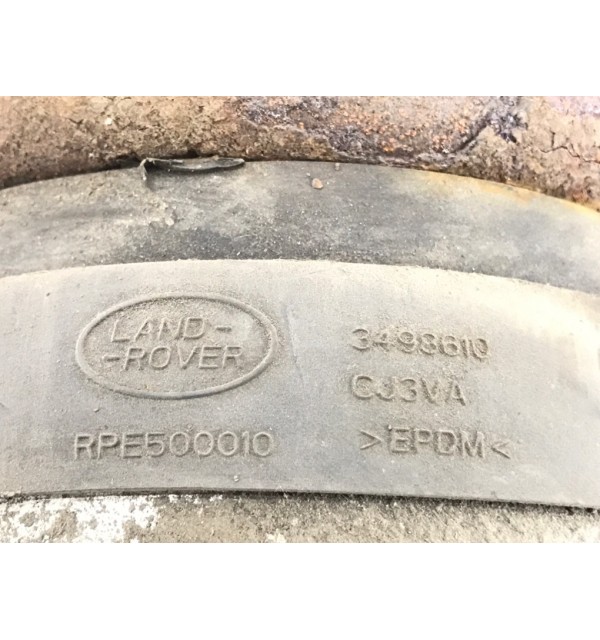 LAND-
-ROVER
RPE500010
3498610
CJ3VA
>EPDM<